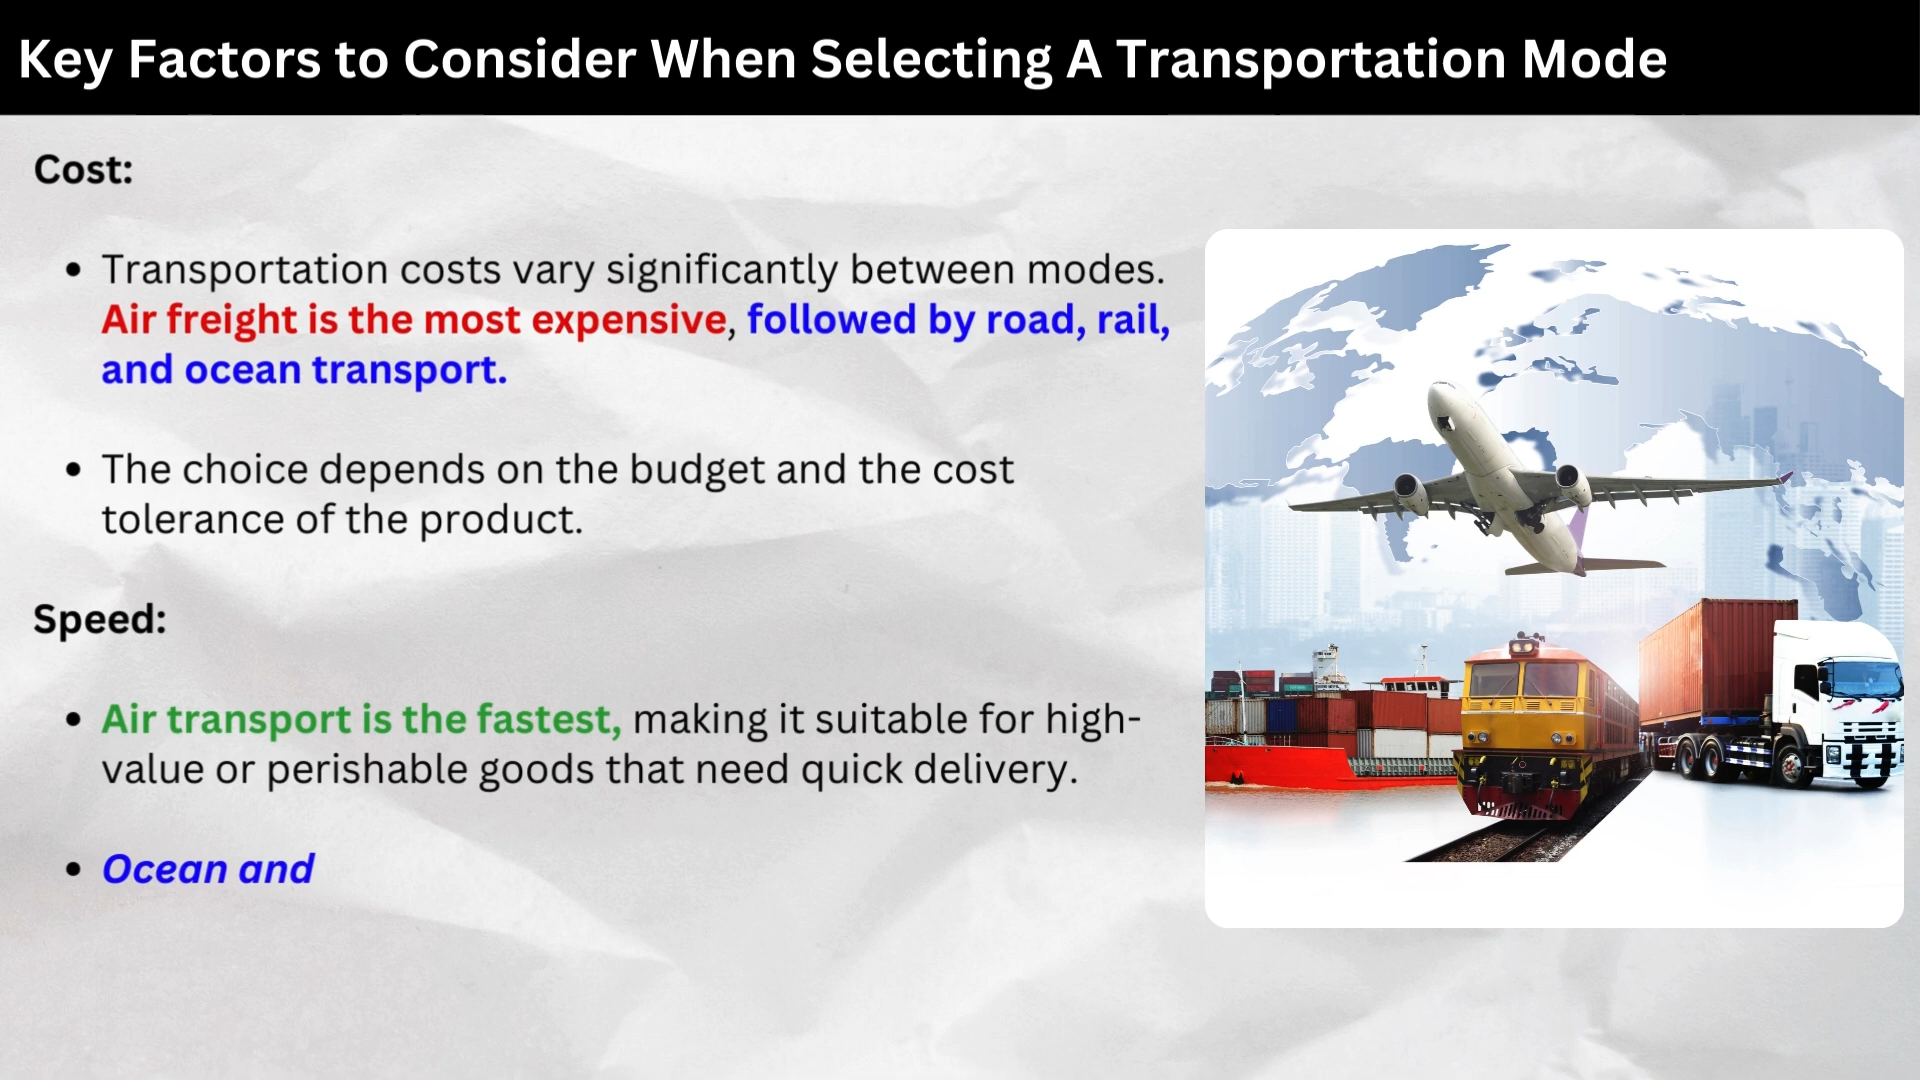 Key Factors to Consider When Selecting A Transportation Mode
Cost:
• Transportation costs vary significantly between modes.
Air freight is the most expensive, followed by road, rail,
and ocean transport.
• The choice depends on the budget and the cost
tolerance of the product.
Speed:
• Air transport is the fastest, making it suitable for high-
value or perishable goods that need quick delivery.
• Ocean and